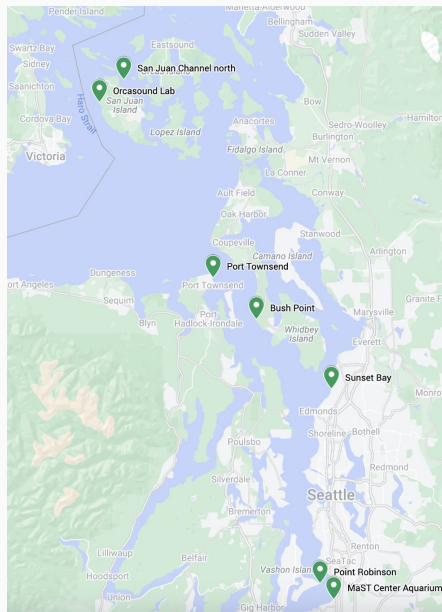 Pender Island
Marietta-Alderwood
Bellingham
Sudden Valley
Swartz Bay
Eastsound
Orcas Island
Sidney
San Juan Channel north
Saanichton
Orcasound Lab
San Juan
Island
Bow
Hamilton
Cordova Bay
Haro Strait
Lopez Island
Anacortes
Sedro-Woolley
Burlington
Victoria
Fidalgo Island
Mt Vernon
La Conner
Ault Field
Conway
Oak Harbor
Stanwood
Coupeville
Camano Island
Arlington
Port Townsend
Dungeness
Port Townsend
ort Angeles
Sequim
Bush Point
Granite F
Blyn
Port
Hadlock-Irondale
Marysville
Whidbey
Island
Everett
Sunset Bay
Monro
Edmonds
Shoreline
Bothell
Poulsbo
Redmond
Silverdale
Seattle
Bremerton
Renton
Lilliwaup
Belfair
SeaTac
Vashon Island
Point Robinson
Hoodsport
MaST Center Aquarium
Union
Gig Harbor